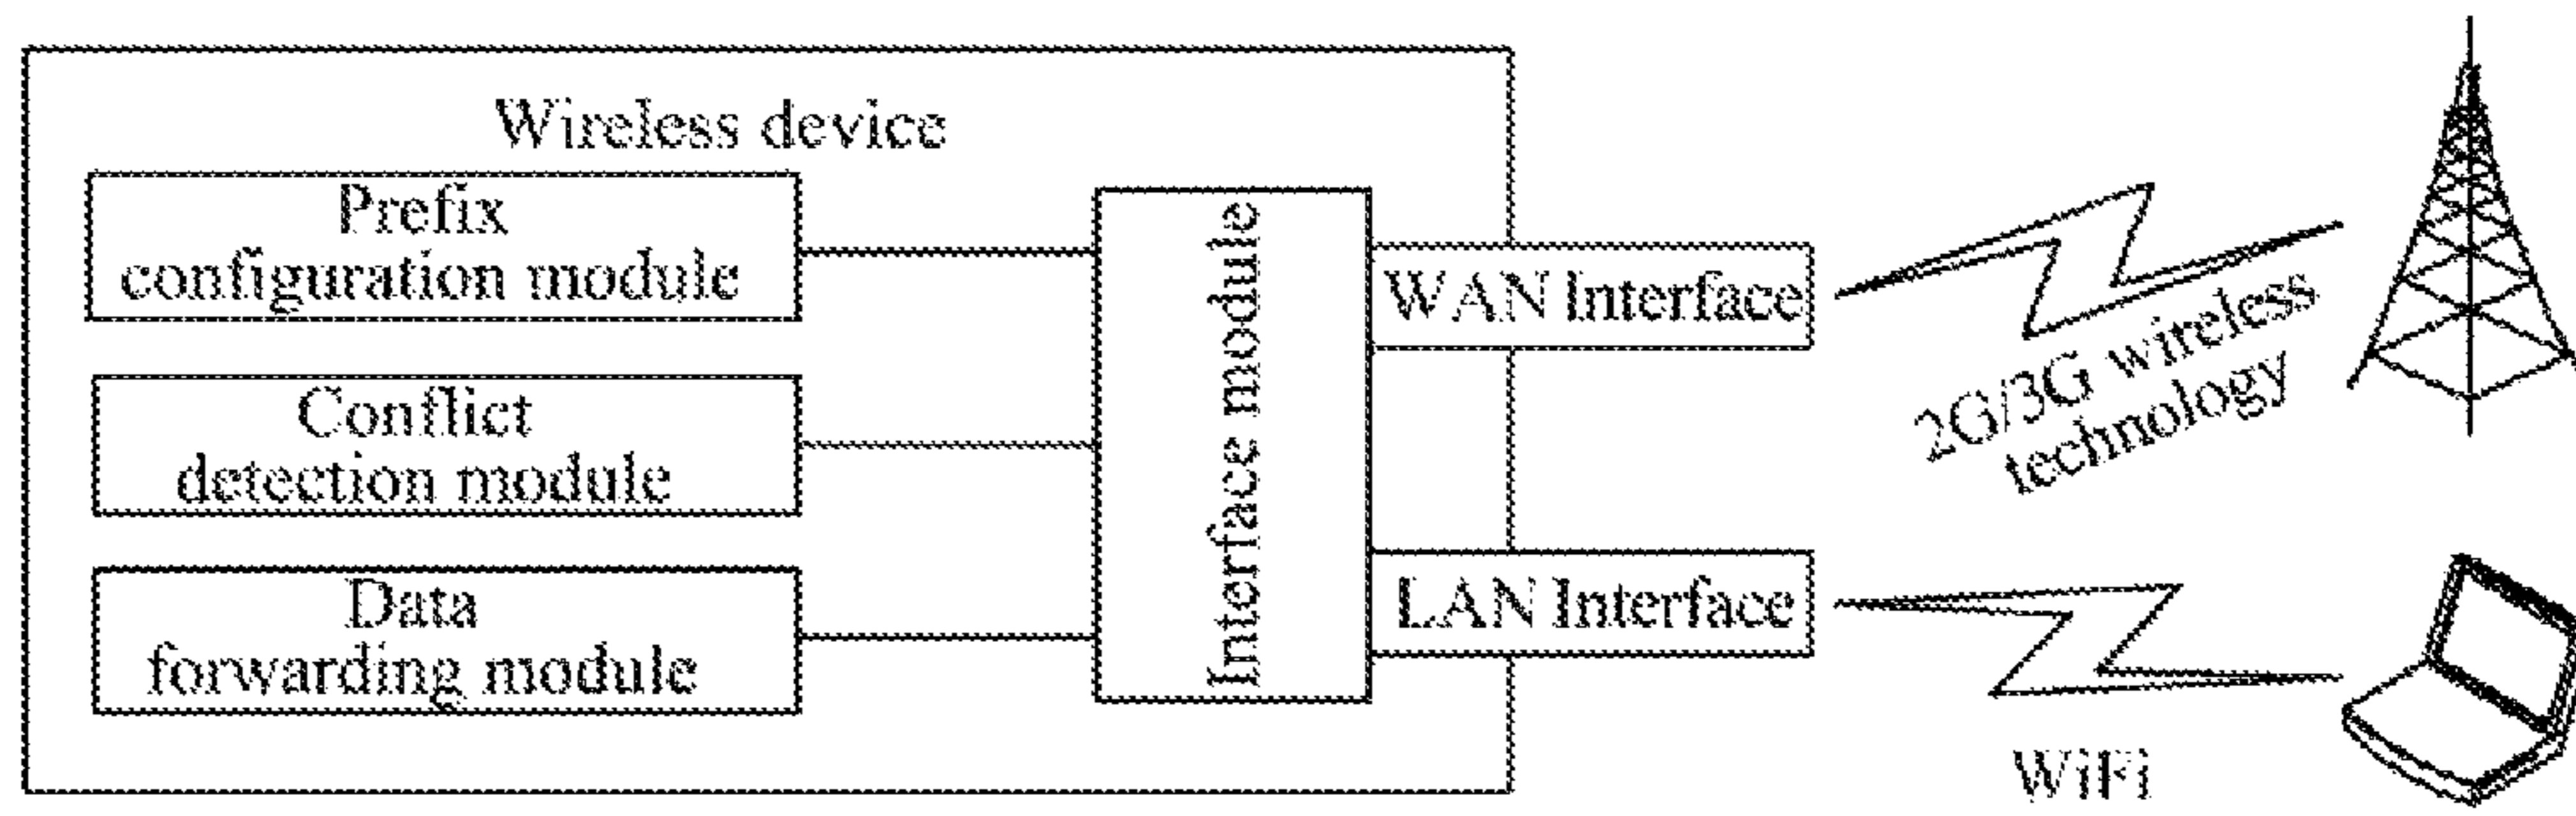 Wireless device
Prefix
configuration module
Conflict
detection module
Data
forwarding module
Interface module
WAN Interface
LAN Interface
2G/3G wireless
technology
WiFi